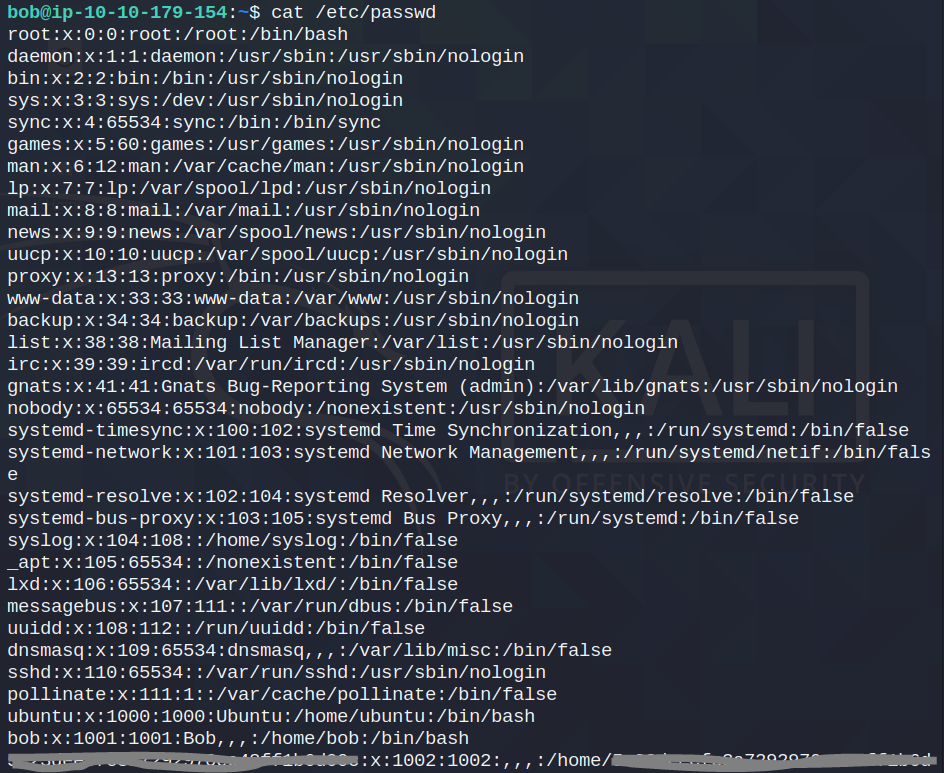 bob@ip-10-10-179-154:~$ cat /etc/passwd
root:x:0:0:root:/root:/bin/bash
daemon:x:1:1:daemon:/usr/sbin:/usr/sbin/nologin
bin:x:2:2:bin:/bin:/usr/sbin/nologin
sys:x:3:3:sys:/dev:/usr/sbin/nologin
sync:x:4:65534:sync:/bin:/bin/sync
games:x:5:60:games:/usr/games:/usr/sbin/nologin
man:x:6:12:man:/var/cache/man:/usr/sbin/nologin
lp:x:7:7:lp:/var/spool/lpd:/usr/sbin/nologin
mail:x:8:8:mail:/var/mail:/usr/sbin/nologin
news:x:9:9:news:/var/spool/news:/usr/sbin/nologin
uucp:x:10:10:uucp:/var/spool/uucp:/usr/sbin/nologin
proxy:x:13:13:proxy:/bin:/usr/sbin/nologin
www-data:x:33:33:www-data:/var/www:/usr/sbin/nologin
backup:x:34:34:backup:/var/backups:/usr/sbin/nologin
list:x:38:38:Mailing List Manager:/var/list:/usr/sbin/nologin
irc:x:39:39:ircd:/var/run/ircd:/usr/sbin/nologin
gnats:x:41:41:Gnats Bug-Reporting System (admin):/var/lib/gnats:/usr/sbin/nologin
nobody:x:65534:65534:nobody:/nonexistent:/usr/sbin/nologin
systemd-timesync:x:100:102:systemd Time Synchronization,,,:/run/systemd:/bin/false
systemd-network:x:101:103:systemd Network Management,,,:/run/systemd/netif:/bin/fals
e
systemd-resolve:x:102:104:systemd Resolver,,,:/run/systemd/resolve:/bin/false
systemd-bus-proxy:x:103:105:systemd Bus Proxy,,,:/run/systemd:/bin/false
syslog:x:104:108::/home/syslog:/bin/false
_apt:x:105:65534::/nonexistent:/bin/false
lxd:x:106:65534::/var/lib/lxd/:/bin/false
messagebus:x:107:111::/var/run/dbus:/bin/false
uuidd:x:108:112::/run/uuidd:/bin/false
dnsmasq:x:109:65534:dnsmasq,,,:/var/lib/misc:/bin/false
sshd:x:110:65534::/var/run/sshd:/usr/sbin/nologin
pollinate:x:111:1::/var/cache/pollinate:/bin/false
ubuntu:x:1000:1000:Ubuntu:/home/ubuntu:/bin/bash
bob:x:1001:1001:Bob,,,:/home/bob:/bin/bash
:x:1002:1002:,,,:/home/
KALI
BY OFFENSIVE SECURITY